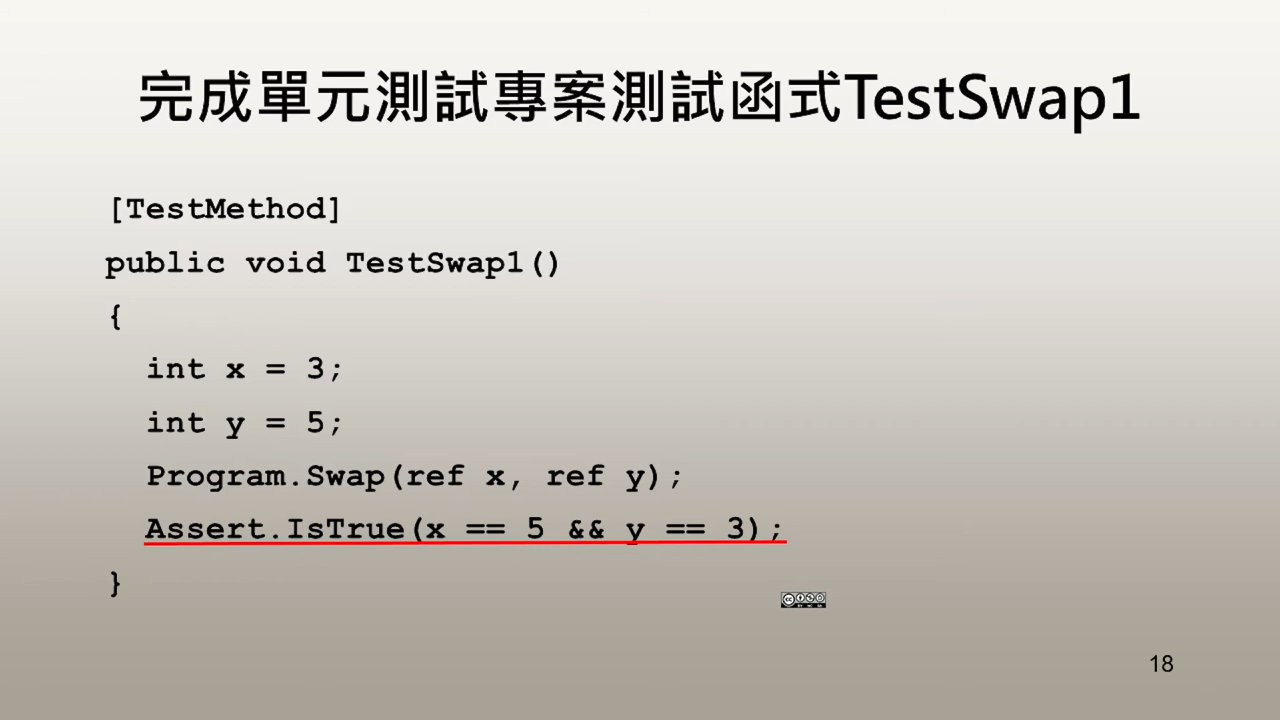 完成單元測試專案測試函式TestSwap1
[TestMethod]
public void TestSwap1()
{
int x = 3;
int y = 5;
Program.Swap(ref x, ref y);
Assert.IsTrue(x == 5 && y == 3);
}
18